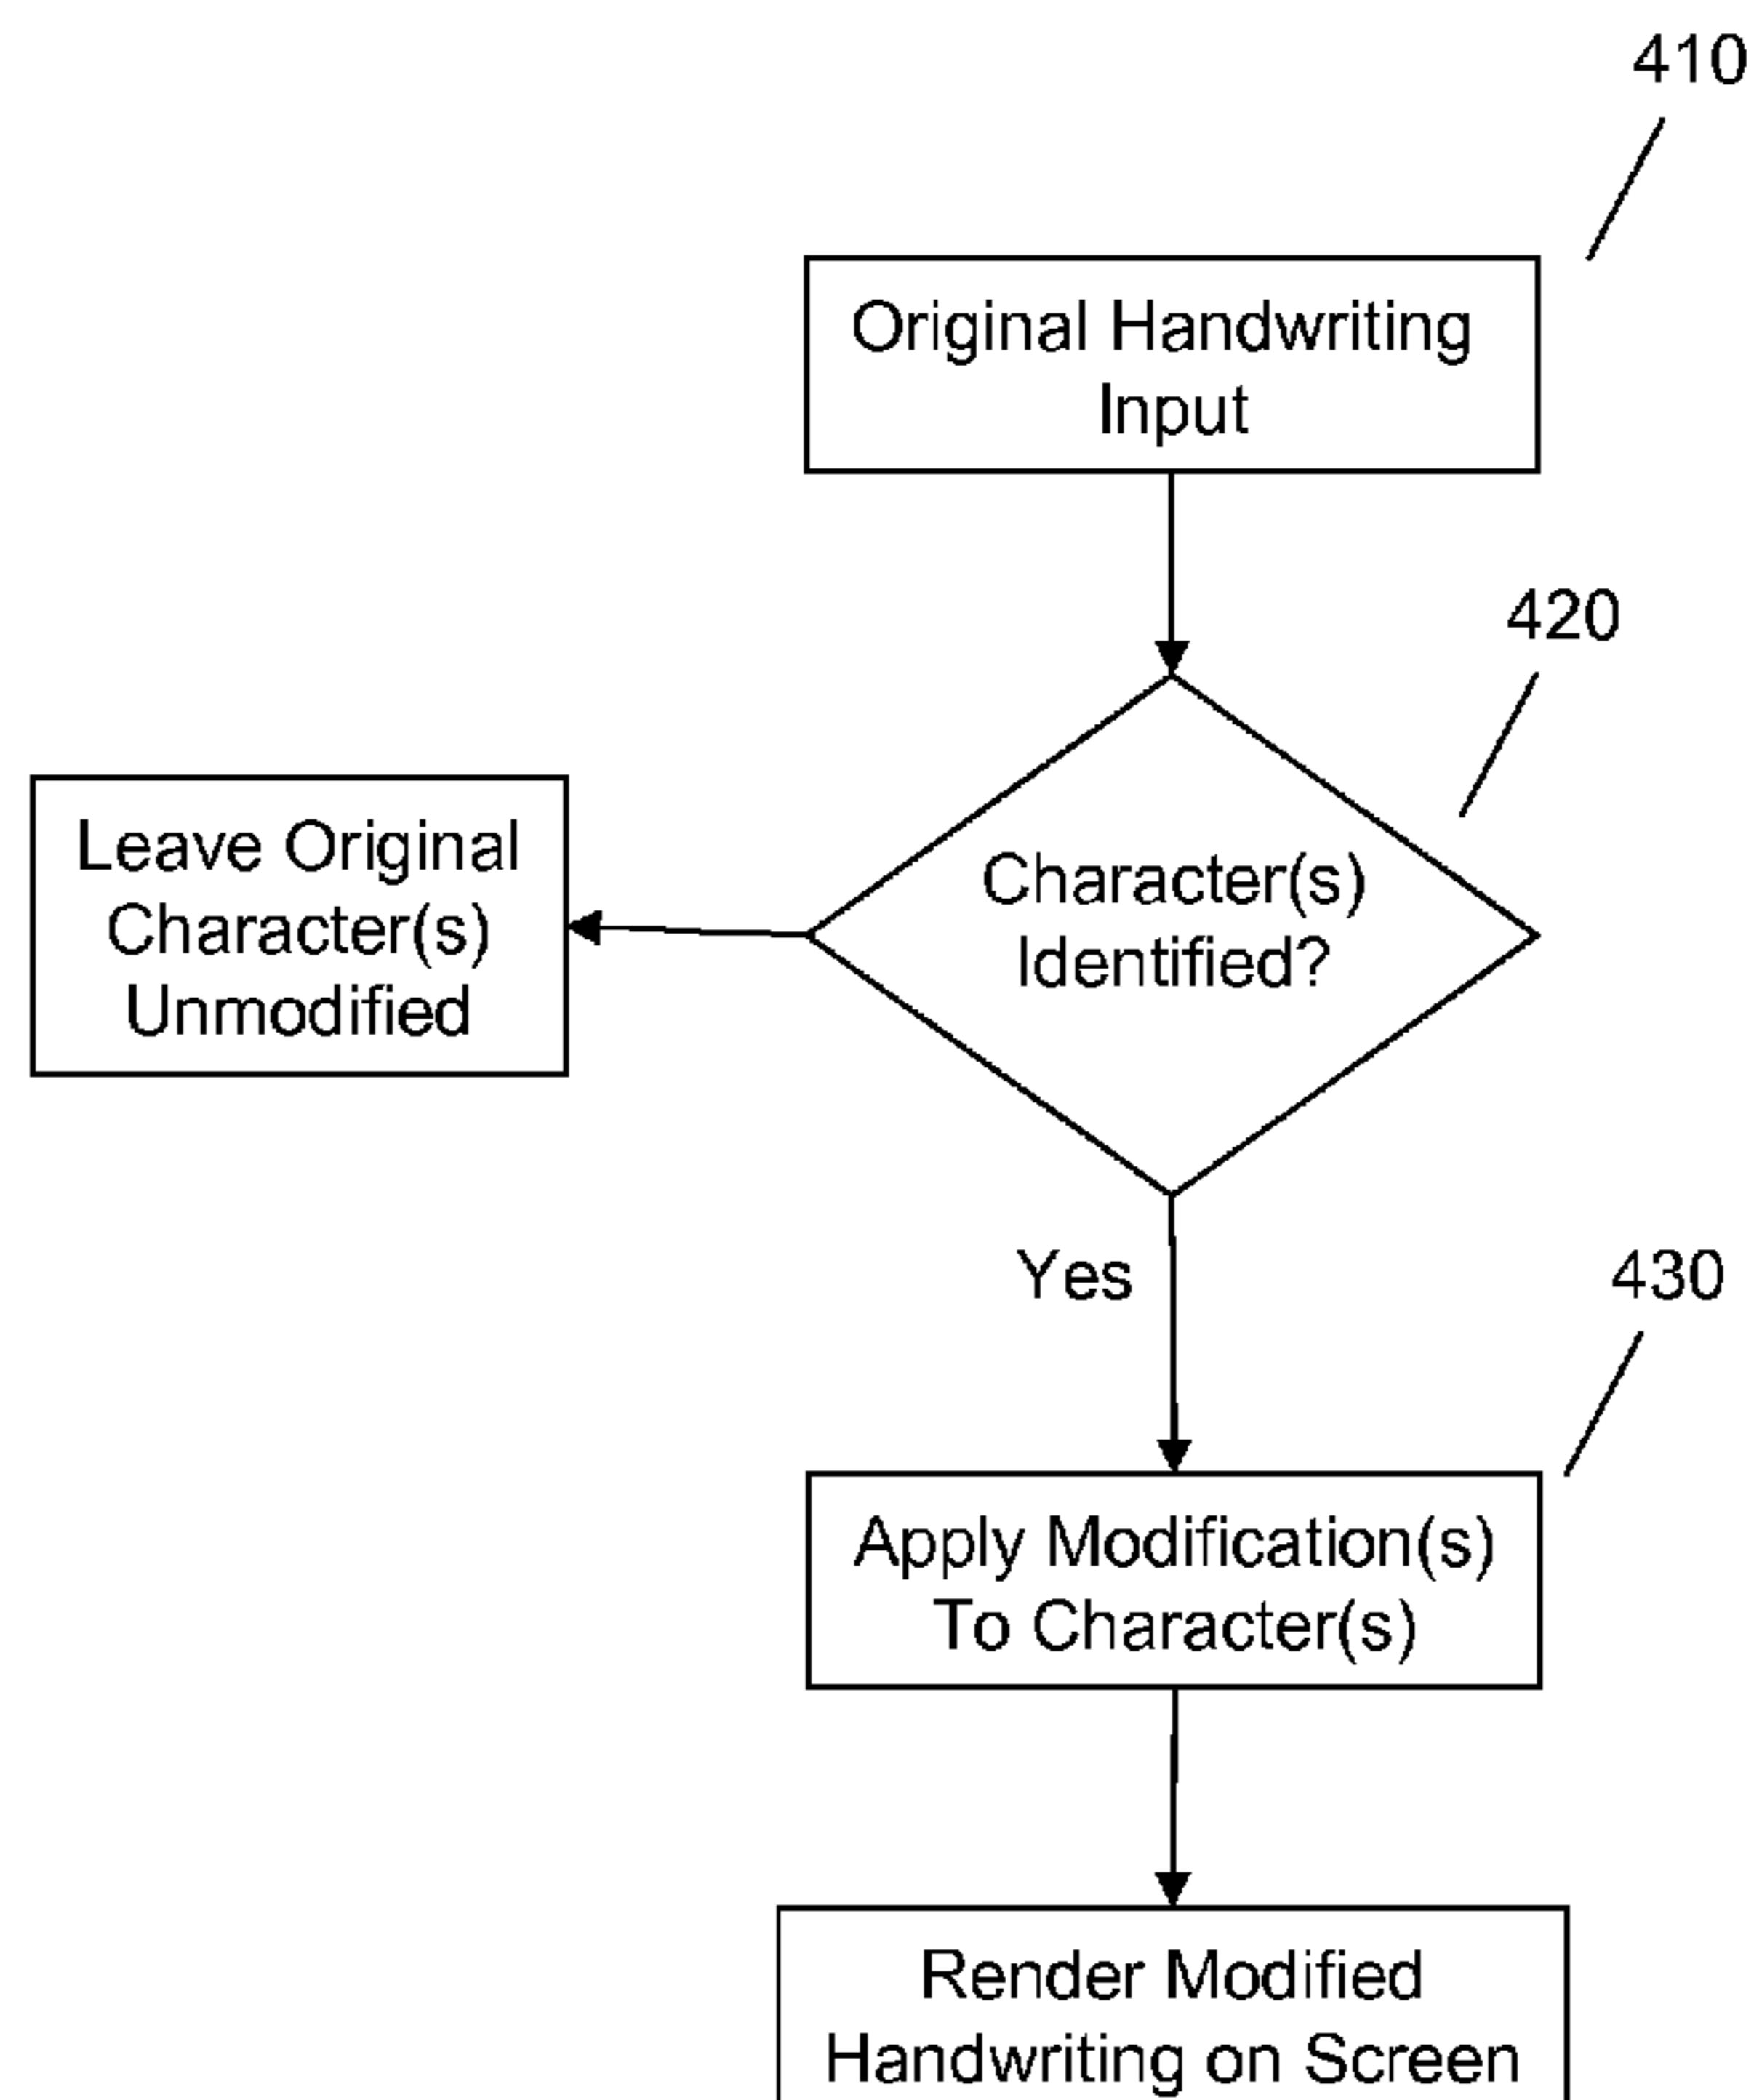 410
Original Handwriting
Input
420
Character(s)
Identified?
Leave Original
Character(s)
Unmodified
Yes
430
Apply Modification(s)
To Character(s)
Render Modified
Handwriting on Screen